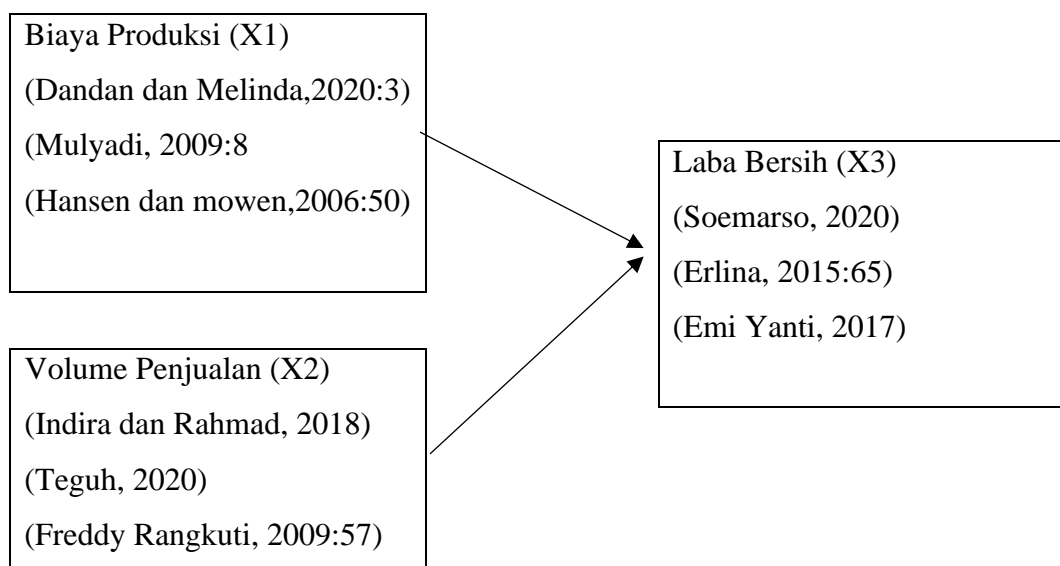 Biaya Produksi (X1)
(Dandan dan Melinda,2020:3)
(Mulyadi, 2009:8
(Hansen dan mowen,2006:50)
Laba Bersih (X3)
(Soemarso, 2020)
(Erlina, 2015:65)
(Emi Yanti, 2017)
Volume Penjualan (X2)
(Indira dan Rahmad, 2018)
(Teguh, 2020)
(Freddy Rangkuti, 2009:57)